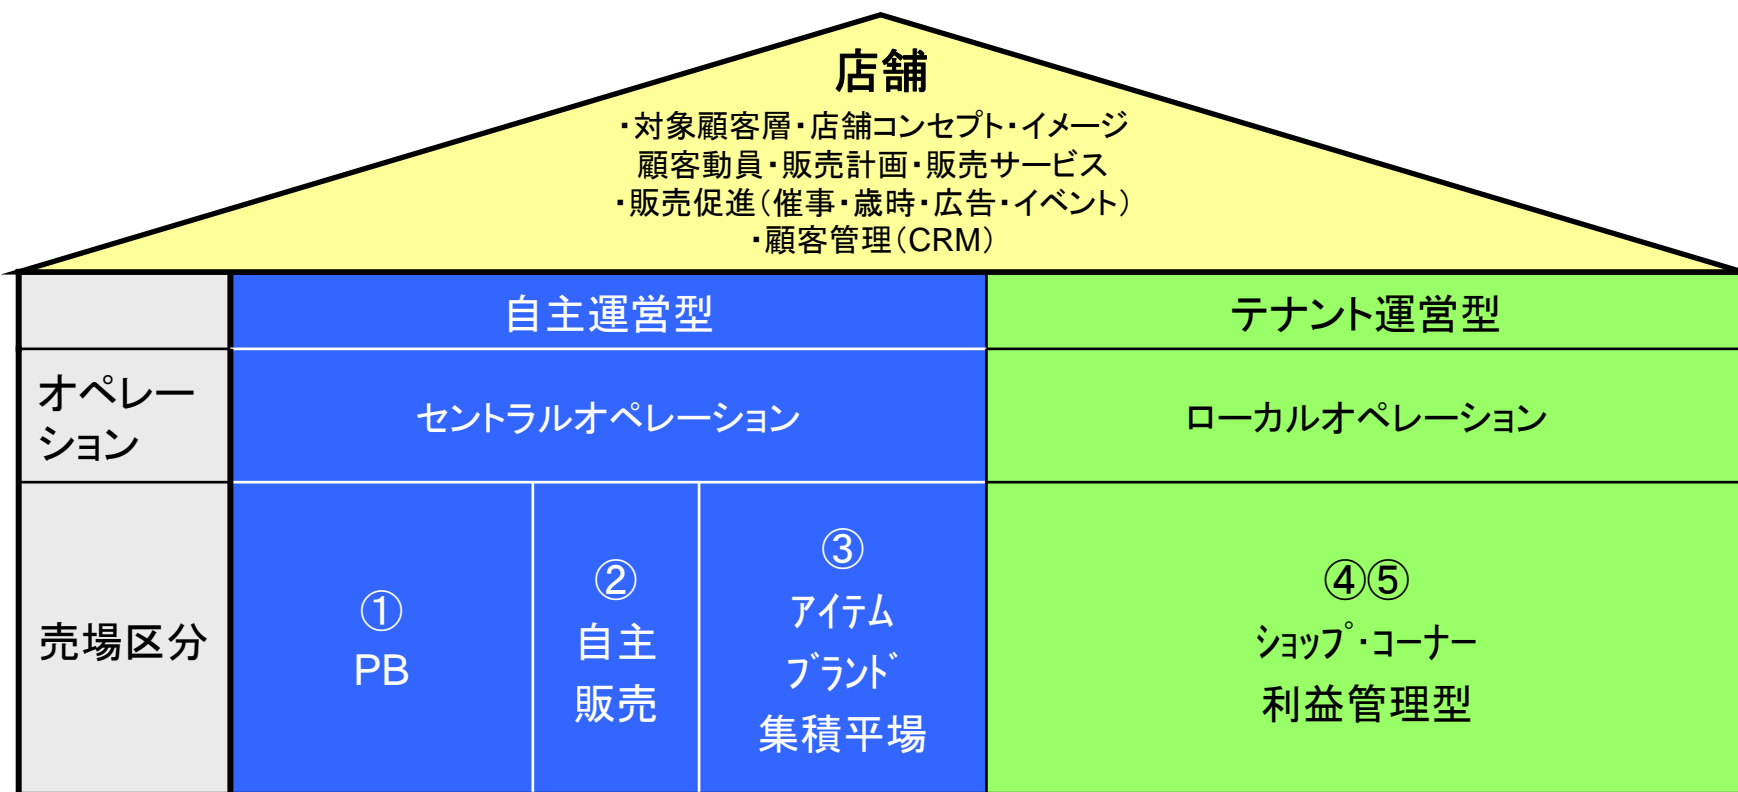 店舗
・対象顧客層・店舗コンセプト・イメージ
顧客動員・販売計画・販売サービス
・販売促進(催事・歳時・広告・イベント)
・顧客管理(CRM)
自主運営型
テナント運営型
オペレー
ション
セントラルオペレーション
ローカルオペレーション
売場区分
①
PB
②
自主
販売
③
アイテム
ブランド
集積平場
④⑤
ショップ・コーナー
利益管理型